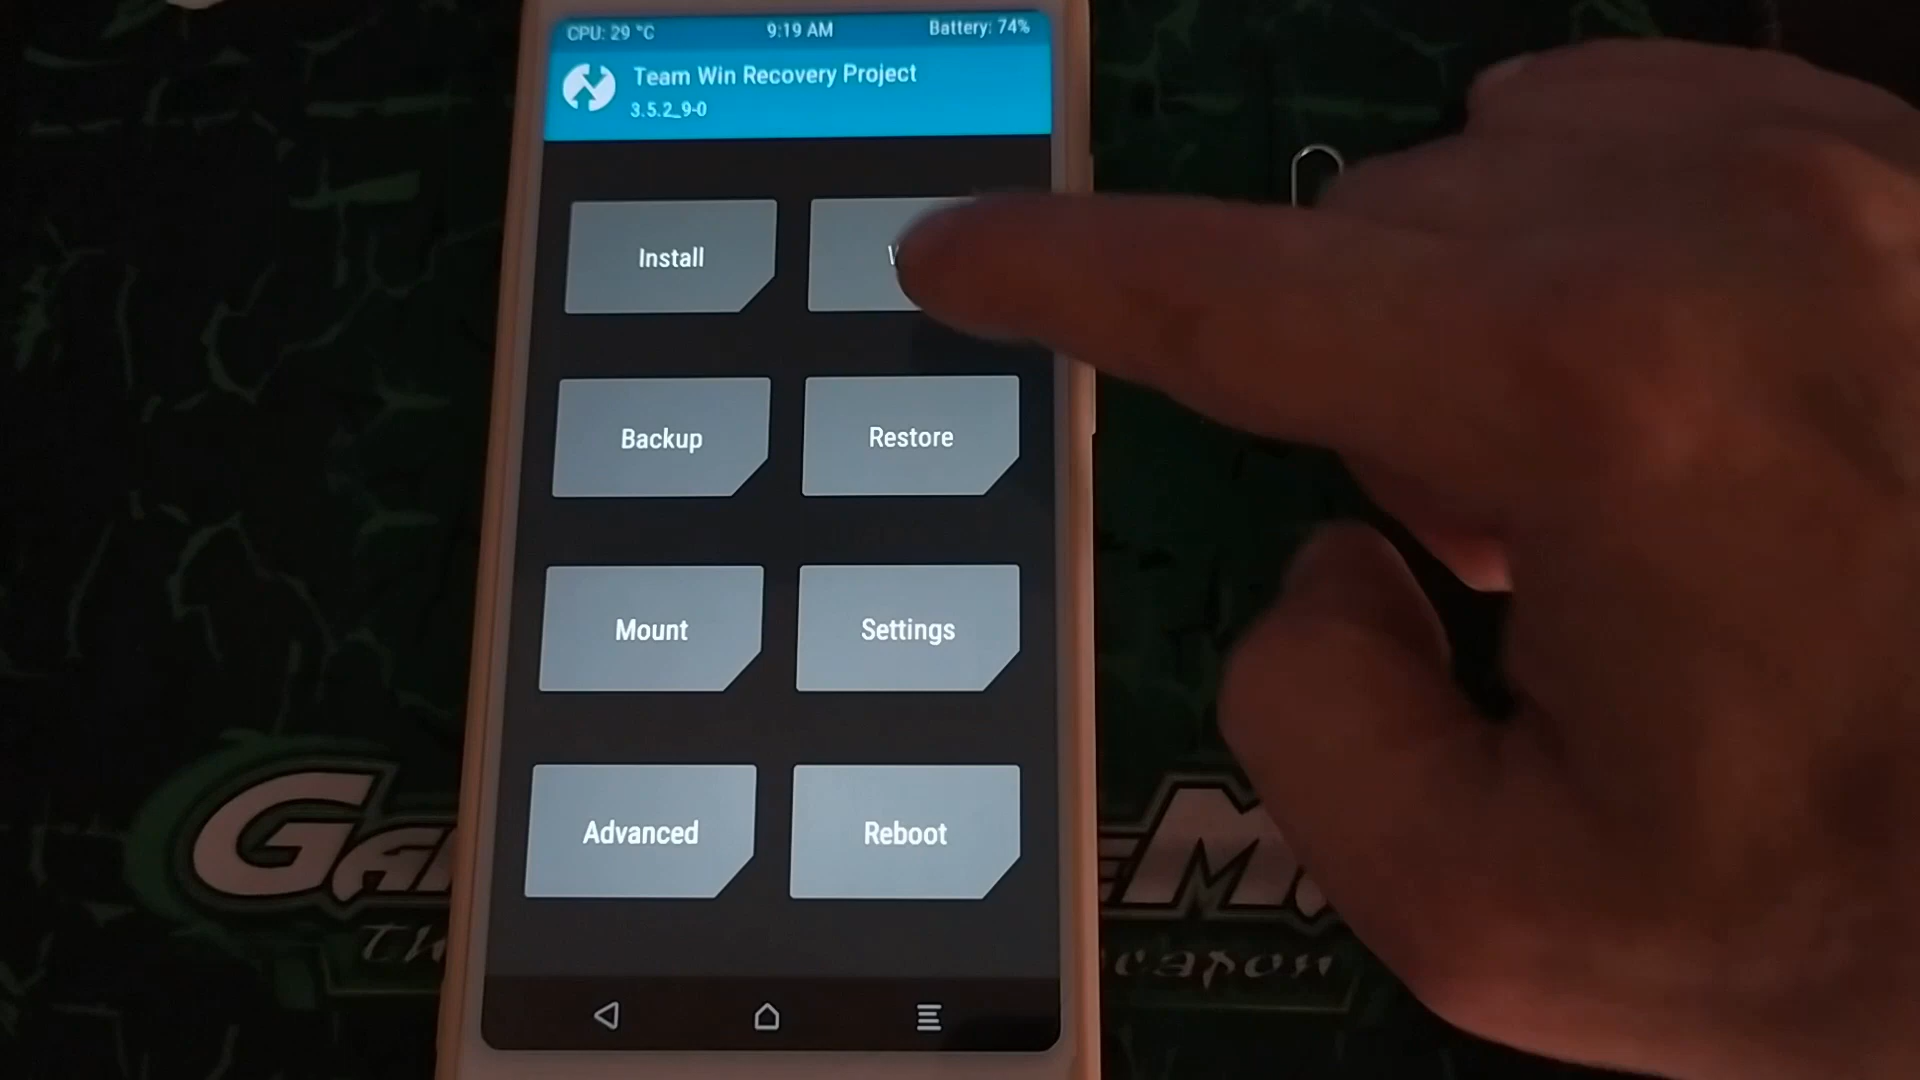 CPU: 29 °C 9:19 AM Battery: 74%
Team Win Recovery Project
3.5.2_9-0
Install
Backup Restore
Mount Settings
Advanced Reboot